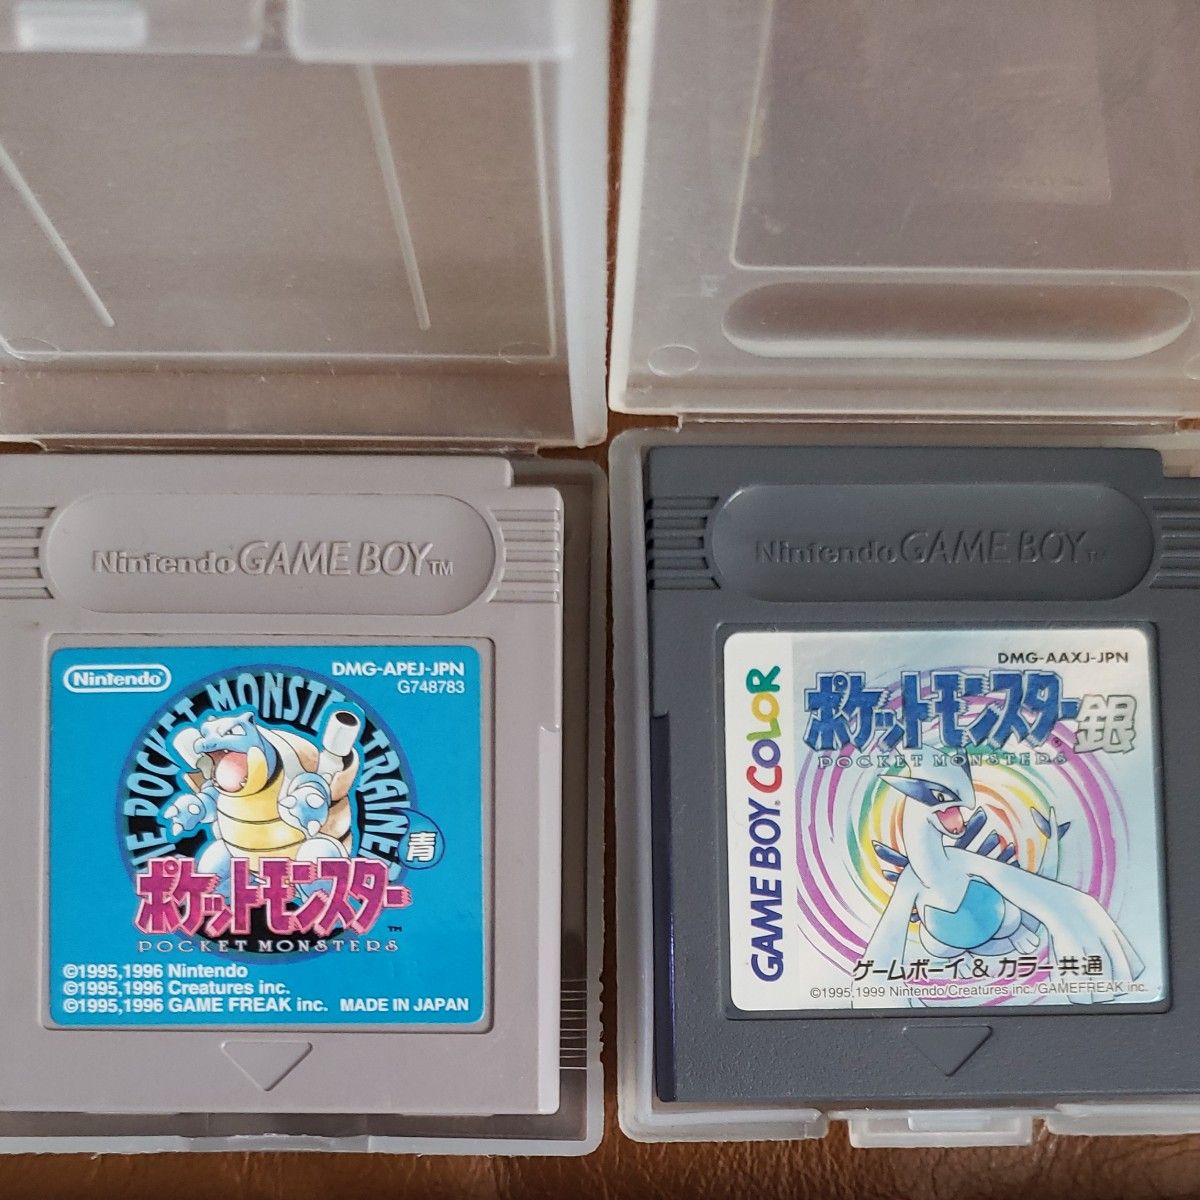 Nintendo GAME BOY™
Nintendo
DMG-APEJ-JPN
G748783
POCKET MONSTERS TRAINER
青
ポケットモンスター™
POCKET MONSTERS
©1995,1996 Nintendo
©1995,1996 Creatures inc.
©1995,1996 GAME FREAK inc. MADE IN JAPAN
Nintendo GAME BOY™
GAME BOY COLOR
DMG-AAXJ-JPN
ポケットモンスター銀
POCKET MONSTERS
ゲームボーイ & カラー共通
©1995,1999 Nintendo/Creatures inc./GAMEFREAK inc.